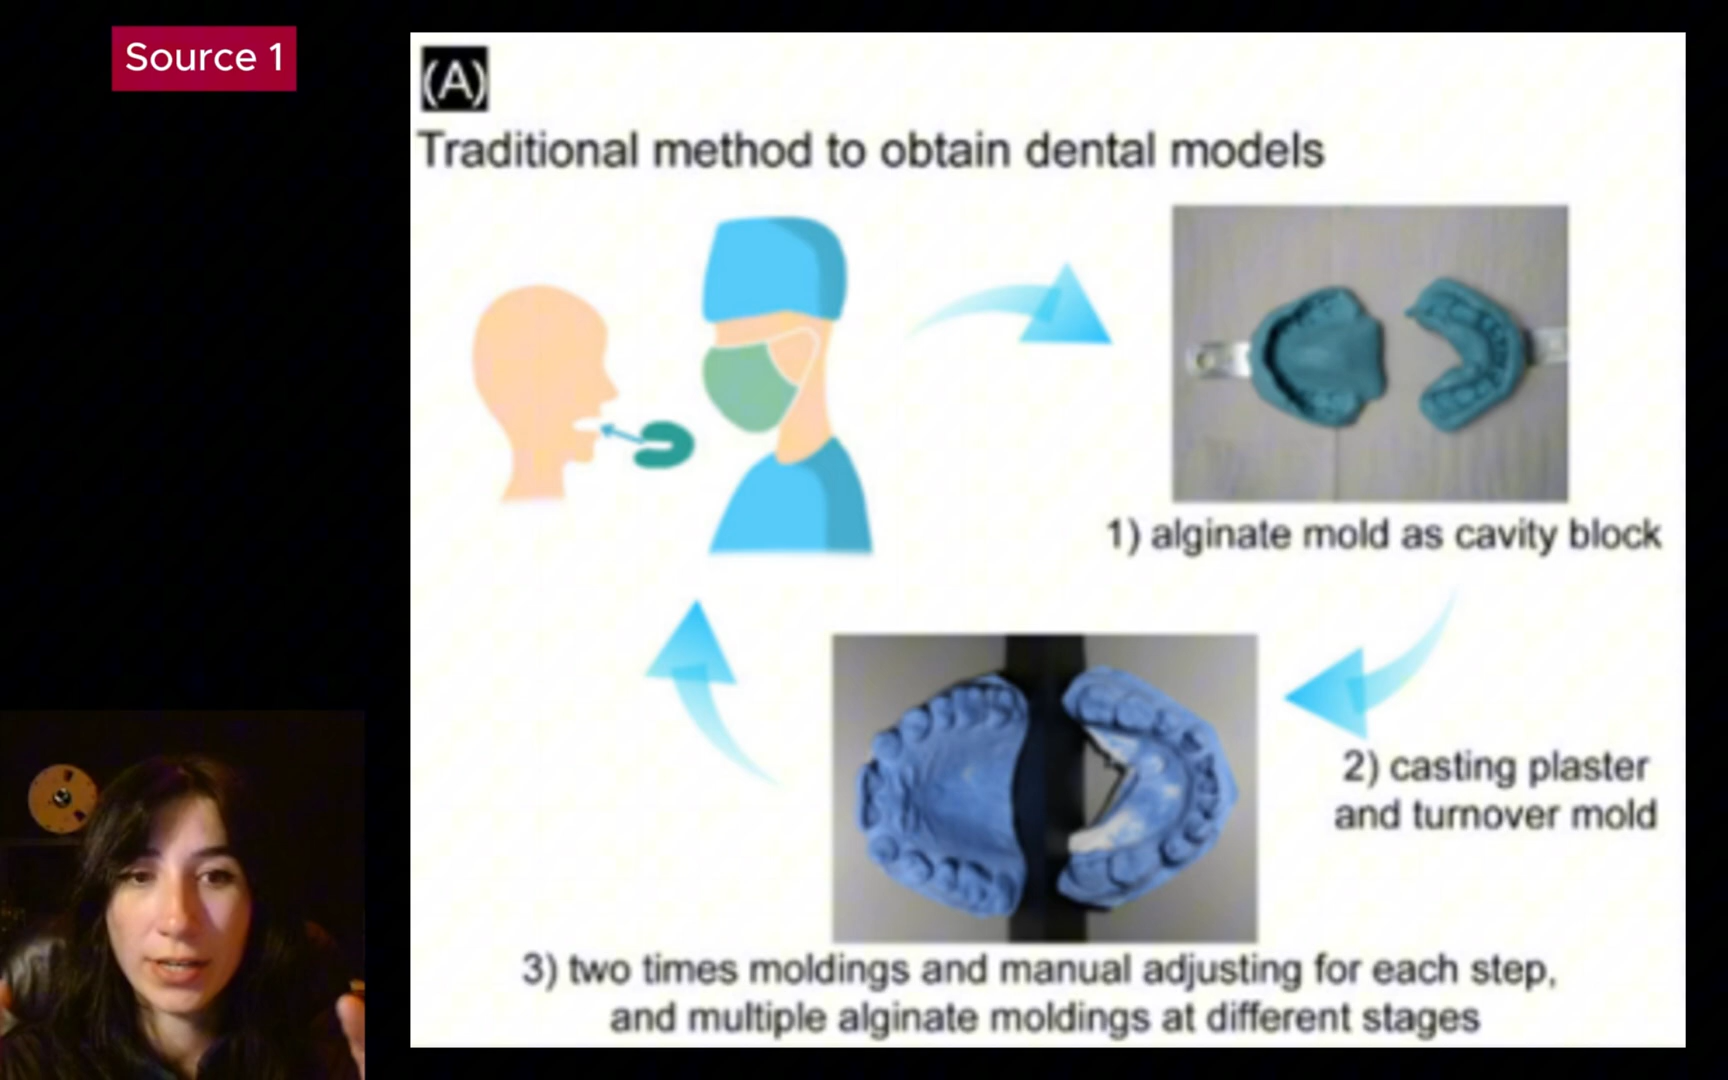 Source 1
(A)
Traditional method to obtain dental models
1) alginate mold as cavity block
2) casting plaster
and turnover mold
3) two times moldings and manual adjusting for each step,
and multiple alginate moldings at different stages